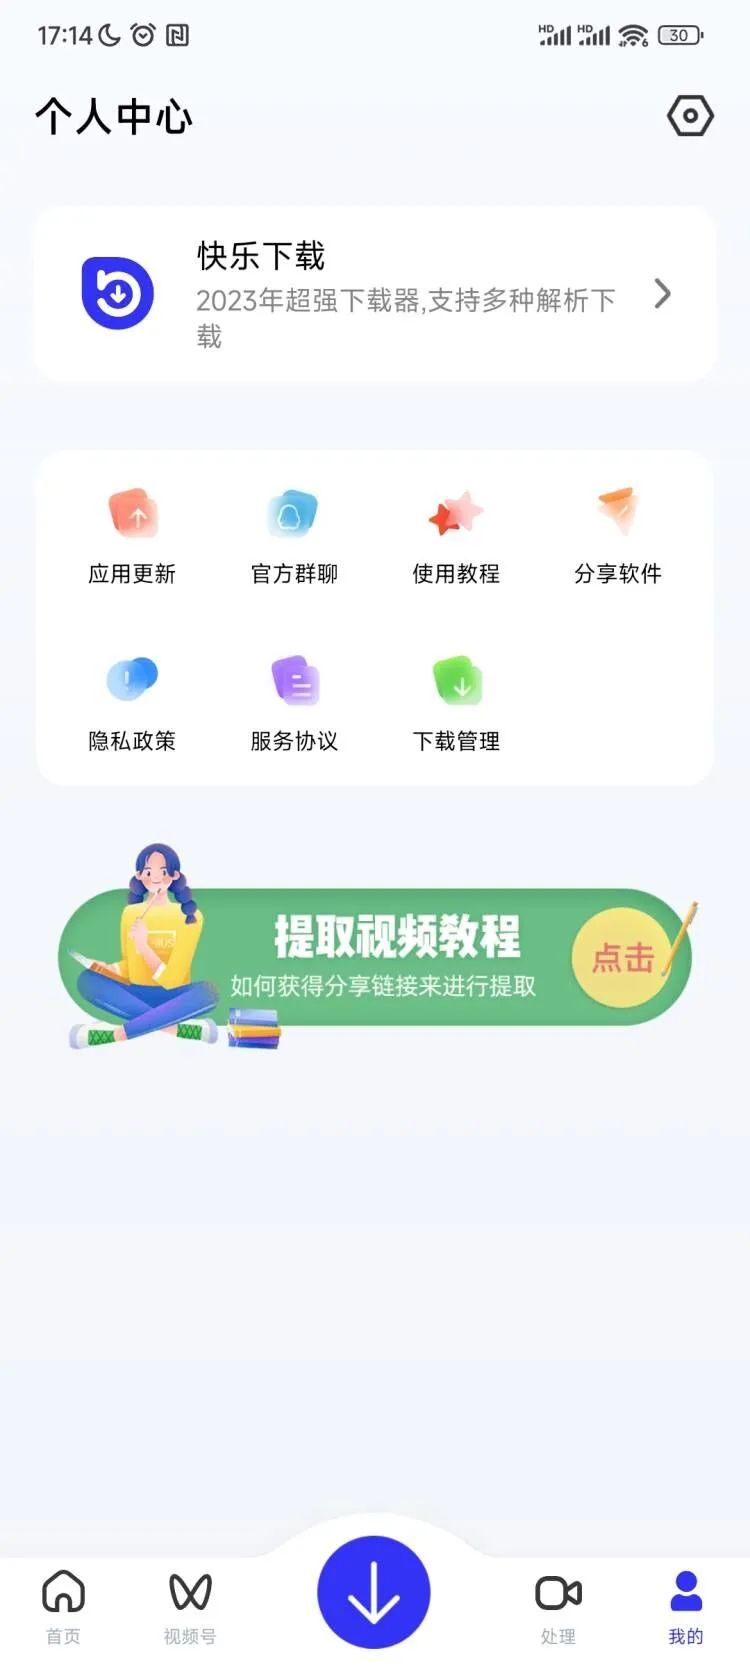 17:14
HD HD 6 30
个人中心
快乐下载
2023年超强下载器,支持多种解析下
载
应用更新 官方群聊 使用教程 分享软件
隐私政策 服务协议 下载管理
提取视频教程
如何获得分享链接来进行提取
点击
首页 视频号 处理 我的